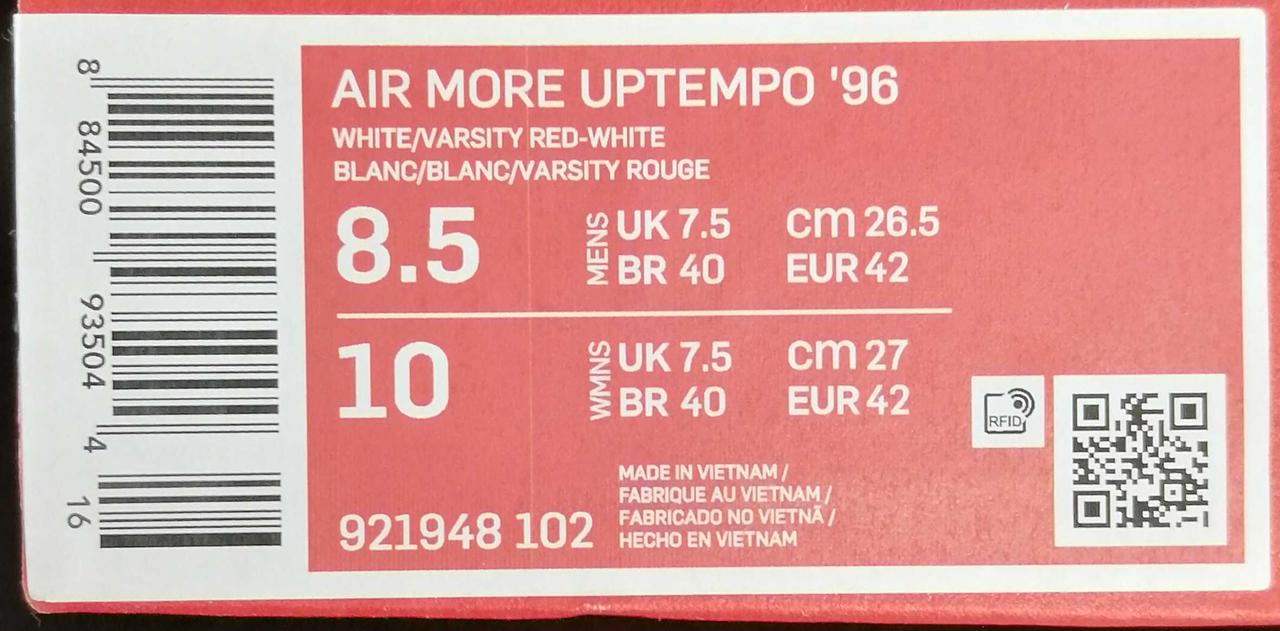 8 84500 93504 4
16
AIR MORE UPTEMPO '96
WHITE/VARSITY RED-WHITE
BLANC/BLANC/VARSITY ROUGE
8.5
MENS
UK 7.5 cm 26.5
BR 40 EUR 42
10
WMNS
UK 7.5 cm 27
BR 40 EUR 42
RFID
921948 102
MADE IN VIETNAM /
FABRIQUE AU VIETNAM /
FABRICADO NO VIETNÃ /
HECHO EN VIETNAM